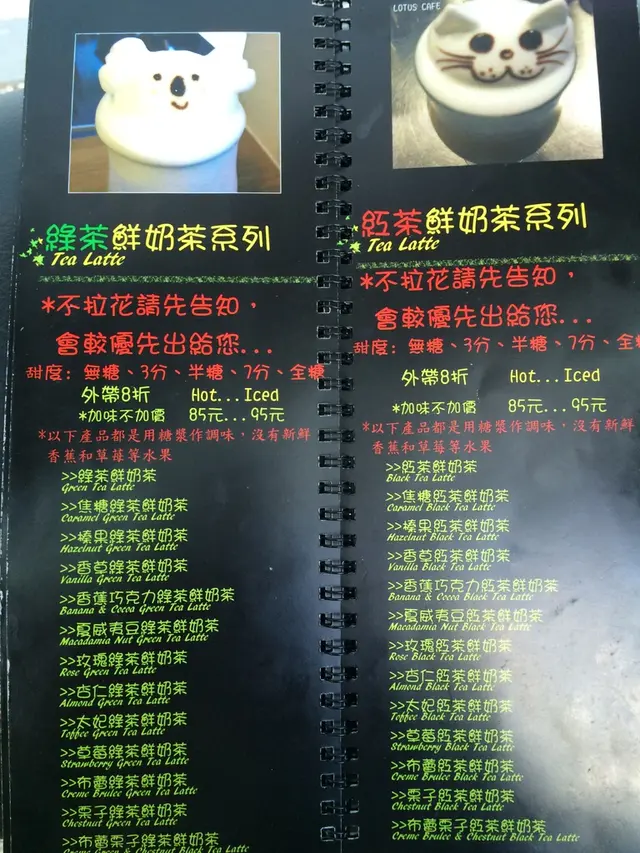 綠茶鮮奶茶系列
Tea Latte
*不拉花請先告知，
會較優先出給您...
甜度: 無糖、3分、半糖、7分、全糖
外帶8折 Hot...Iced
*加味不加價 85元...95元
*以下產品都是用糖漿作調味，沒有新鮮
香蕉和草莓等水果
>>綠茶鮮奶茶
Green Tea Latte
>>焦糖綠茶鮮奶茶
Caramel Green Tea Latte
>>榛果綠茶鮮奶茶
Hazelnut Green Tea Latte
>>香草綠茶鮮奶茶
Vanilla Green Tea Latte
>>香蕉巧克力綠茶鮮奶茶
Banana & Cocoa Green Tea Latte
>>夏威夷豆綠茶鮮奶茶
Macadamia Nut Green Tea Latte
>>玫瑰綠茶鮮奶茶
Rose Green Tea Latte
>>杏仁綠茶鮮奶茶
Almond Green Tea Latte
>>太妃綠茶鮮奶茶
Toffee Green Tea Latte
>>草莓綠茶鮮奶茶
Strawberry Green Tea Latte
>>布蕾綠茶鮮奶茶
Creme Brulee Green Tea Latte
>>栗子綠茶鮮奶茶
Chestnut Green Tea Latte
>>布蕾栗子綠茶鮮奶茶
Creme Green & Chestnut Black Tea Latte
LOTUS CAFE
紅茶鮮奶茶系列
Tea Latte
*不拉花請先告知，
會較優先出給您...
甜度: 無糖、3分、半糖、7分、全
外帶8折 Hot...Iced
*加味不加價 85元...95元
*以下產品都是用糖漿作調味，沒有新鮮
香蕉和草莓等水果
>>紅茶鮮奶茶
Black Tea Latte
>>焦糖紅茶鮮奶茶
Caramel Black Tea Latte
>>榛果紅茶鮮奶茶
Hazelnut Black Tea Latte
>>香草紅茶鮮奶茶
Vanilla Black Tea Latte
>>香蕉巧克力紅茶鮮奶茶
Banana & Cocoa Black Tea Latte
>>夏威夷豆紅茶鮮奶茶
Macadamia Nut Black Tea Latte
>>玫瑰紅茶鮮奶茶
Rose Black Tea Latte
>>杏仁紅茶鮮奶茶
Almond Black Tea Latte
>>太妃紅茶鮮奶茶
Toffee Black Tea Latte
>>草莓紅茶鮮奶茶
Strawberry Black Tea Latte
>>布蕾紅茶鮮奶茶
Creme Brulee Black Tea Latte
>>栗子紅茶鮮奶茶
Chestnut Black Tea Latte
>>布蕾栗子紅茶鮮奶茶
Creme Brulee & Chestnut Black Tea Latte